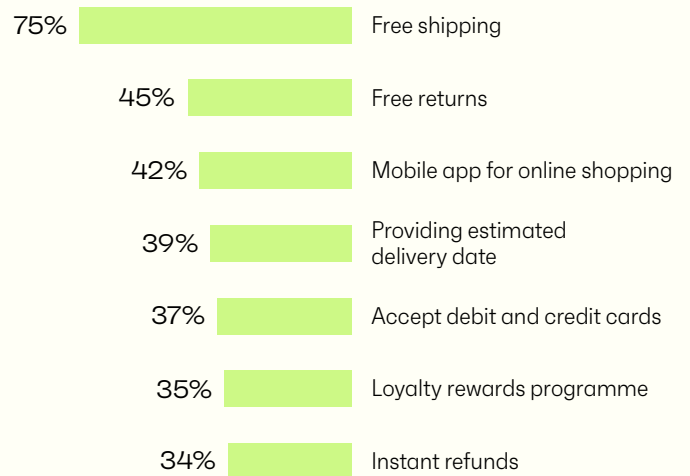 75% Free shipping
45% Free returns
42% Mobile app for online shopping
39% Providing estimated
delivery date
37% Accept debit and credit cards
35% Loyalty rewards programme
34% Instant refunds